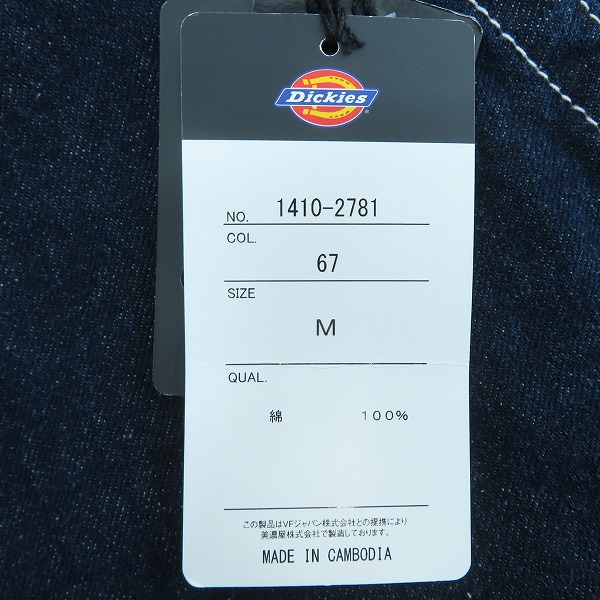 Dickies
®
NO. 1410-2781
COL.
67
SIZE
M
QUAL.
綿 100%
この製品はVFジャパン株式会社との提携により
美濃屋株式会社で製造しております。
MADE IN CAMBODIA